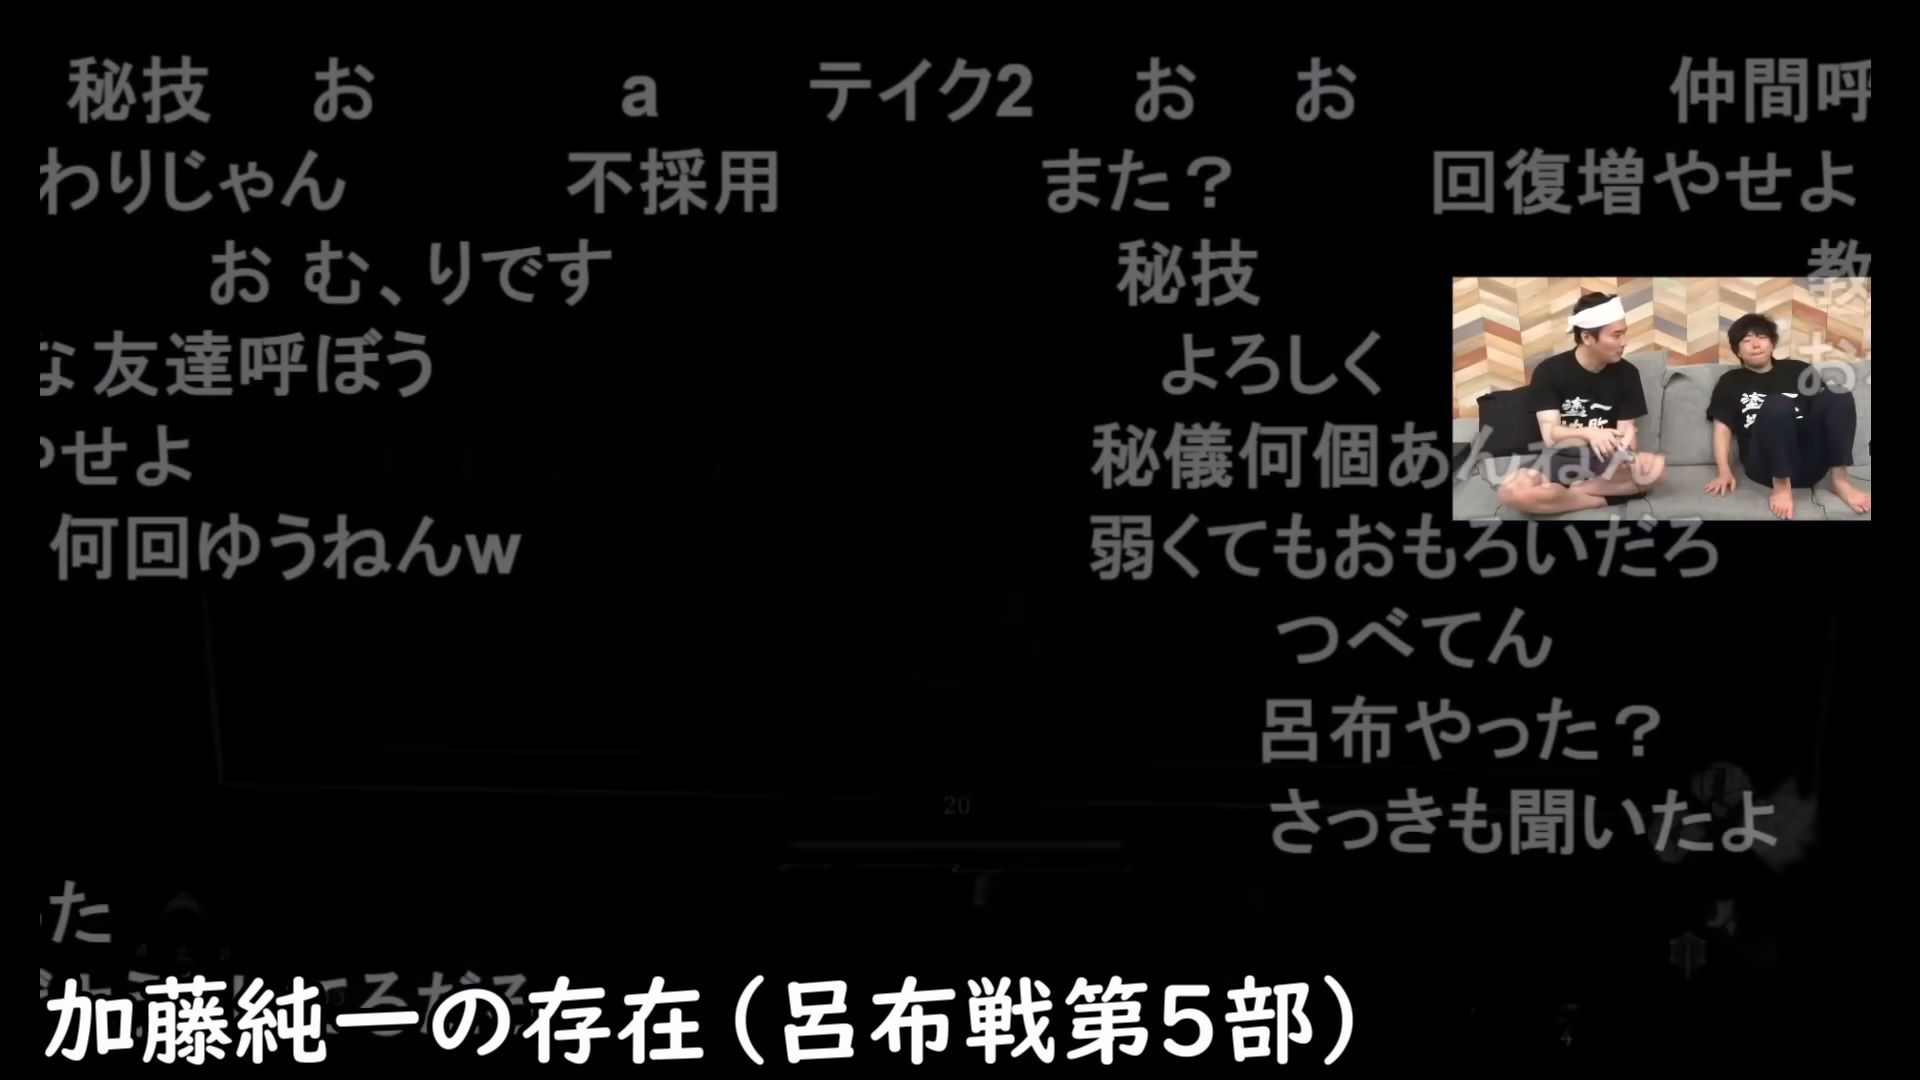 秘技 お a テイク2 お お 仲間呼
わりじゃん 不採用 また？ 回復増やせよ
お む、りです 秘技 教
な 友達呼ぼう よろしく お
やせよ 秘儀何個あんねん
何回ゆうねんw 弱くてもおもろいだろ
つべてん
呂布やった？
20
さっきも聞いたよ
た
加藤純一の存在（呂布戦第5部）